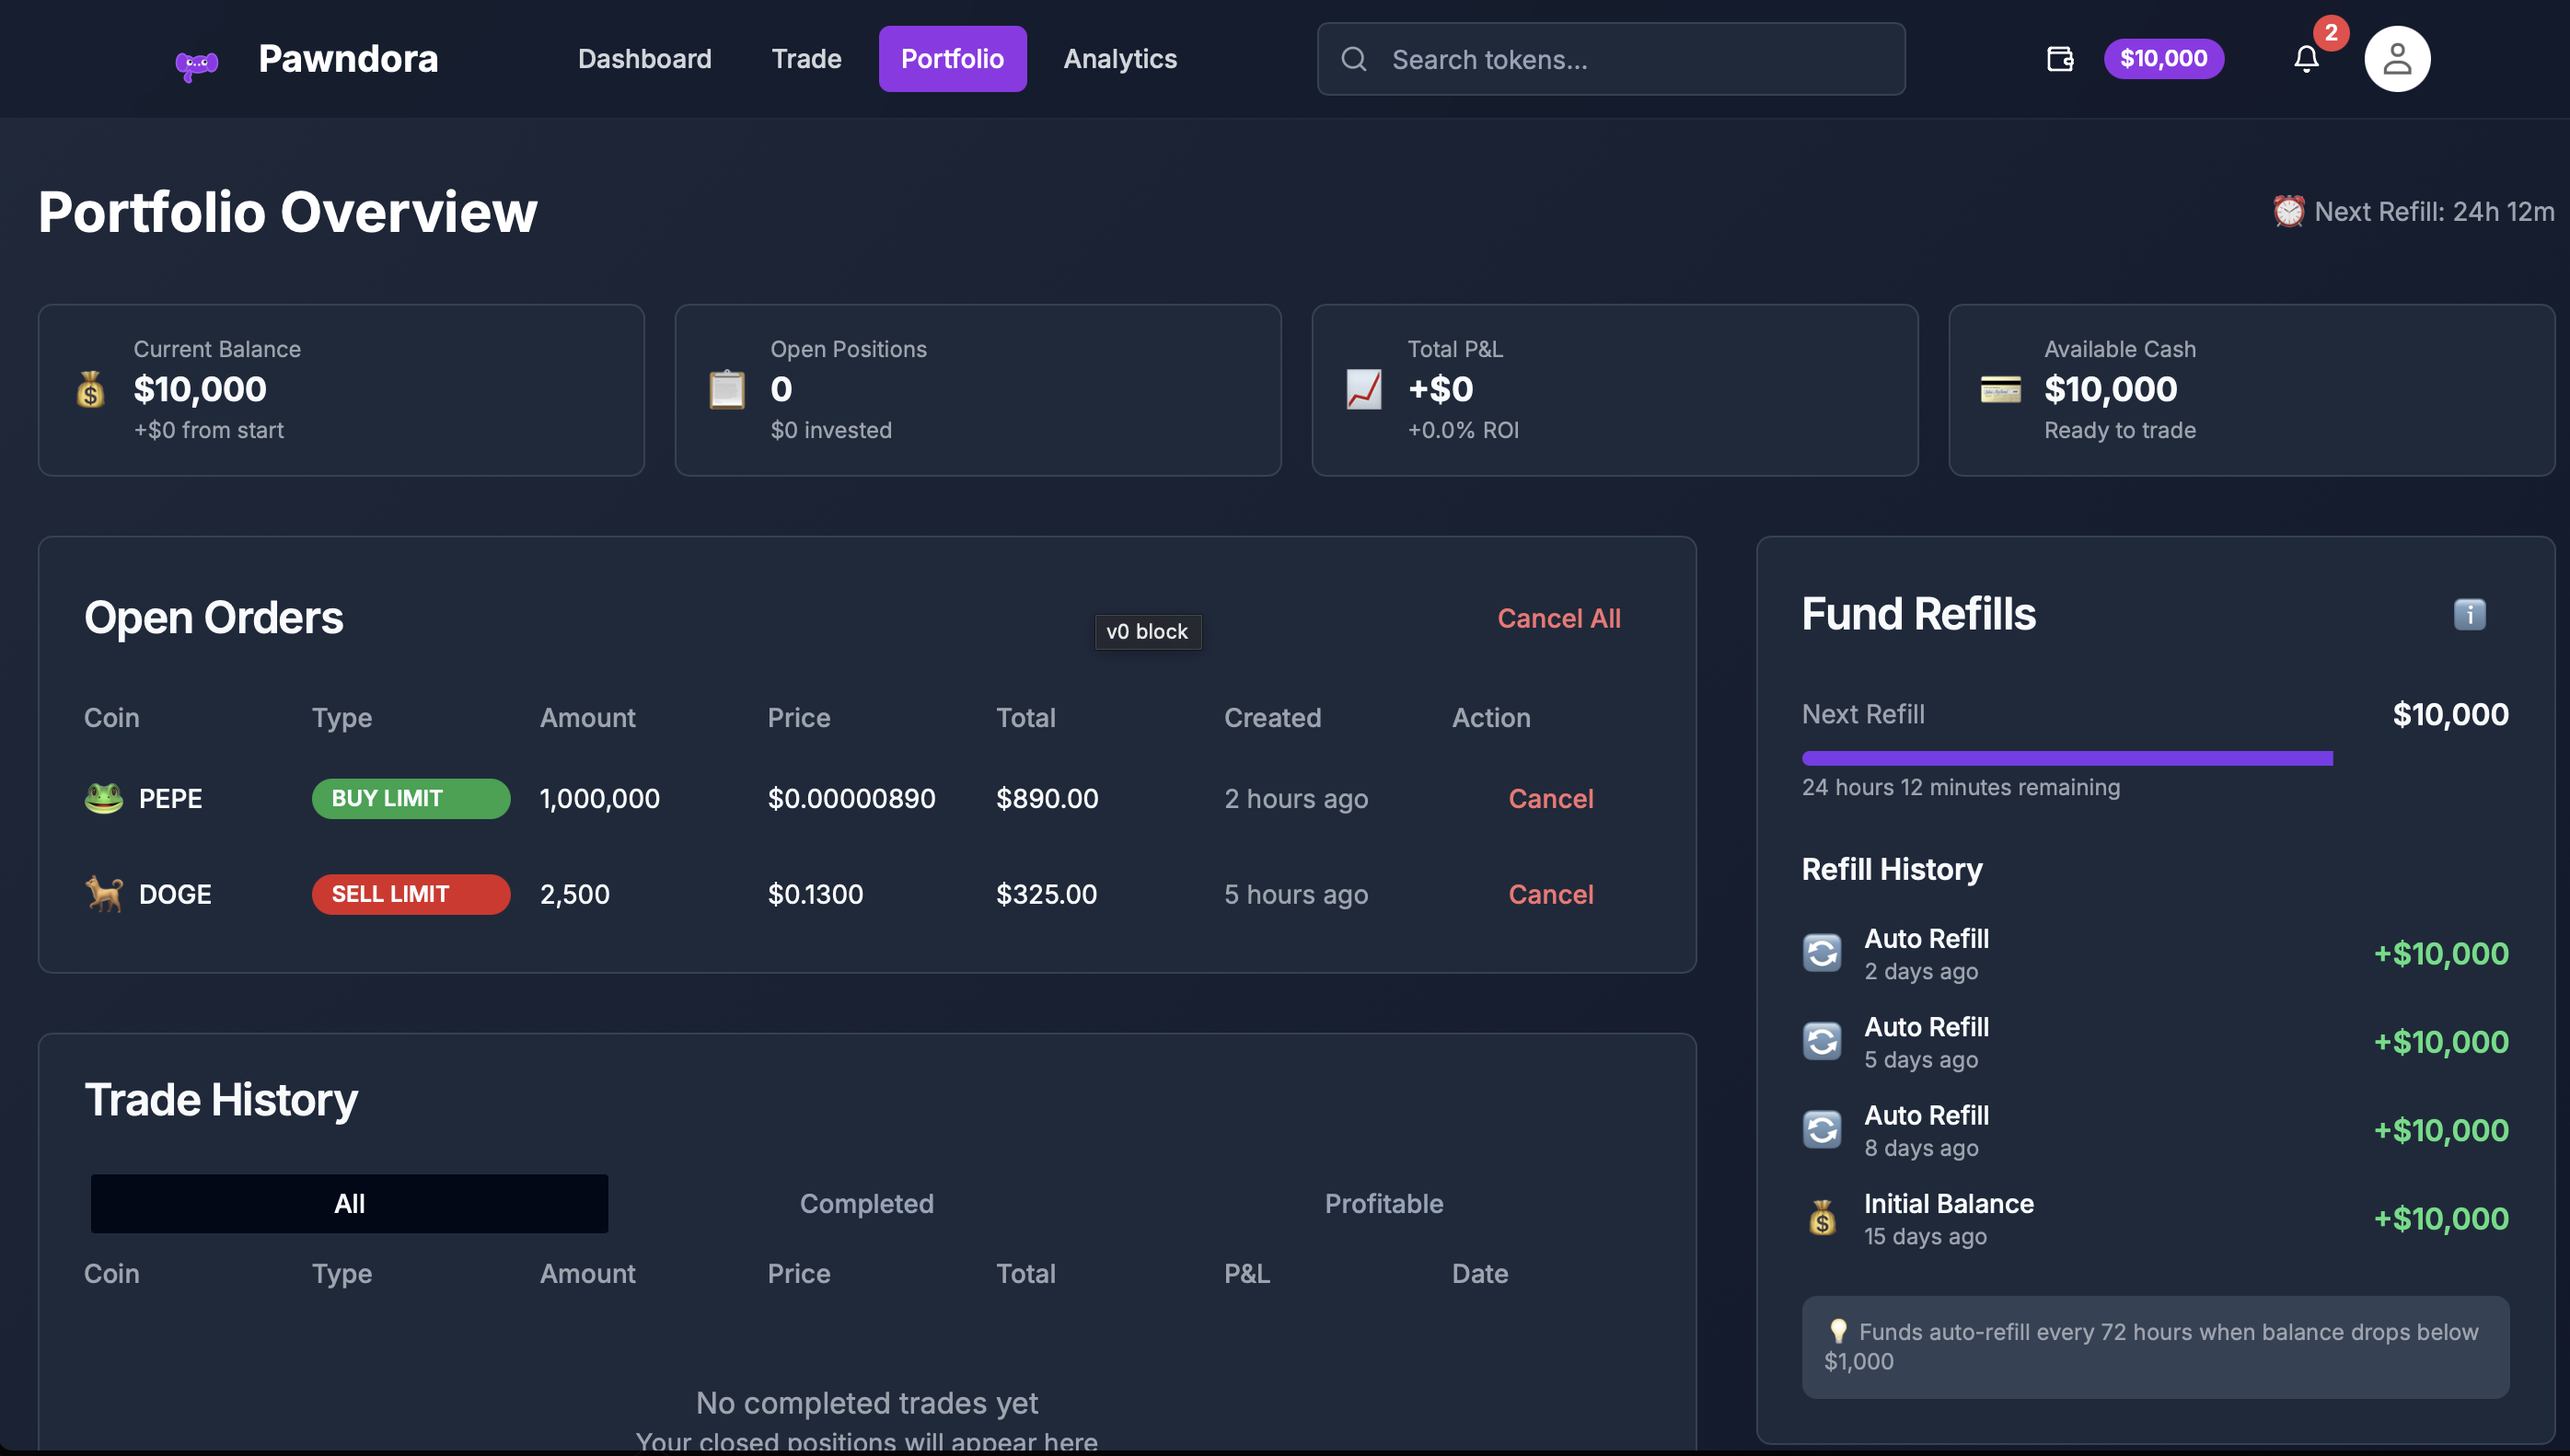 Pawndora
Dashboard
Trade
Portfolio
Analytics
Search tokens...
$10,000
2
Portfolio Overview
Next Refill: 24h 12m
Current Balance
$10,000
+$0 from start
Open Positions
0
$0 invested
Total P&L
+$0
+0.0% ROI
Available Cash
$10,000
Ready to trade
Open Orders
v0 block
Cancel All
Coin Type Amount Price Total Created Action
PEPE BUY LIMIT 1,000,000 $0.00000890 $890.00 2 hours ago Cancel
DOGE SELL LIMIT 2,500 $0.1300 $325.00 5 hours ago Cancel
Trade History
All Completed Profitable
Coin Type Amount Price Total P&L Date
No completed trades yet
Your closed positions will appear here
Fund Refills
Next Refill $10,000
24 hours 12 minutes remaining
Refill History
Auto Refill
2 days ago
+$10,000
Auto Refill
5 days ago
+$10,000
Auto Refill
8 days ago
+$10,000
Initial Balance
15 days ago
+$10,000
Funds auto-refill every 72 hours when balance drops below
$1,000